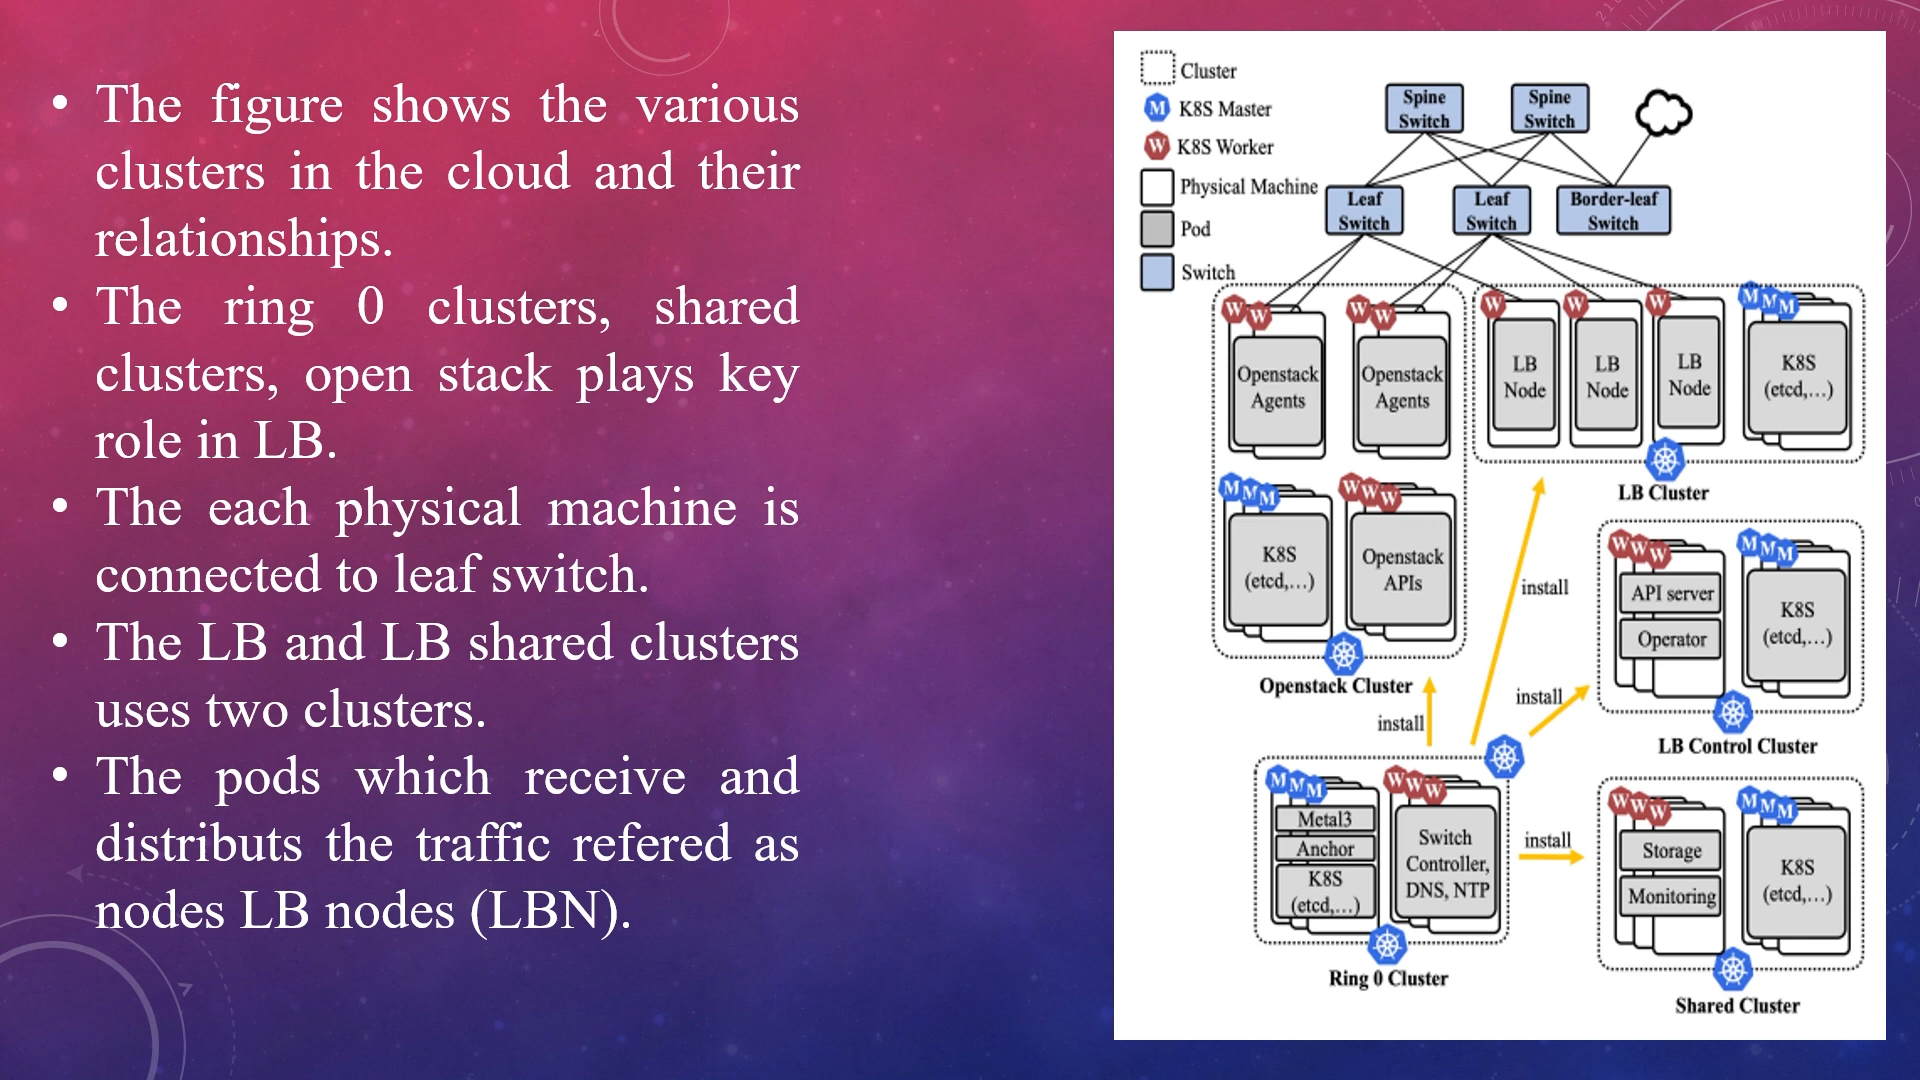 • The figure shows the various
clusters in the cloud and their
relationships.
• The ring 0 clusters, shared
clusters, open stack plays key
role in LB.
• The each physical machine is
connected to leaf switch.
• The LB and LB shared clusters
uses two clusters.
• The pods which receive and
distributs the traffic refered as
nodes LB nodes (LBN).
Cluster
M K8S Master
W K8S Worker
Physical Machine
Pod
Switch
Spine
Switch
Spine
Switch
Leaf
Switch
Leaf
Switch
Border-leaf
Switch
W W
Openstack
Agents
W W
Openstack
Agents
M M M
K8S
(etcd,...)
W W W
Openstack
APIs
Openstack Cluster
W
LB
Node
W
LB
Node
W
LB
Node
M M M
K8S
(etcd,...)
LB Cluster
install
install
install
install
W W W
API server
Operator
M M M
K8S
(etcd,...)
LB Control Cluster
M M M
Metal3
Anchor
K8S
(etcd,...)
W W W
Switch
Controller,
DNS, NTP
Ring 0 Cluster
W W W
Storage
Monitoring
M M M
K8S
(etcd,...)
Shared Cluster